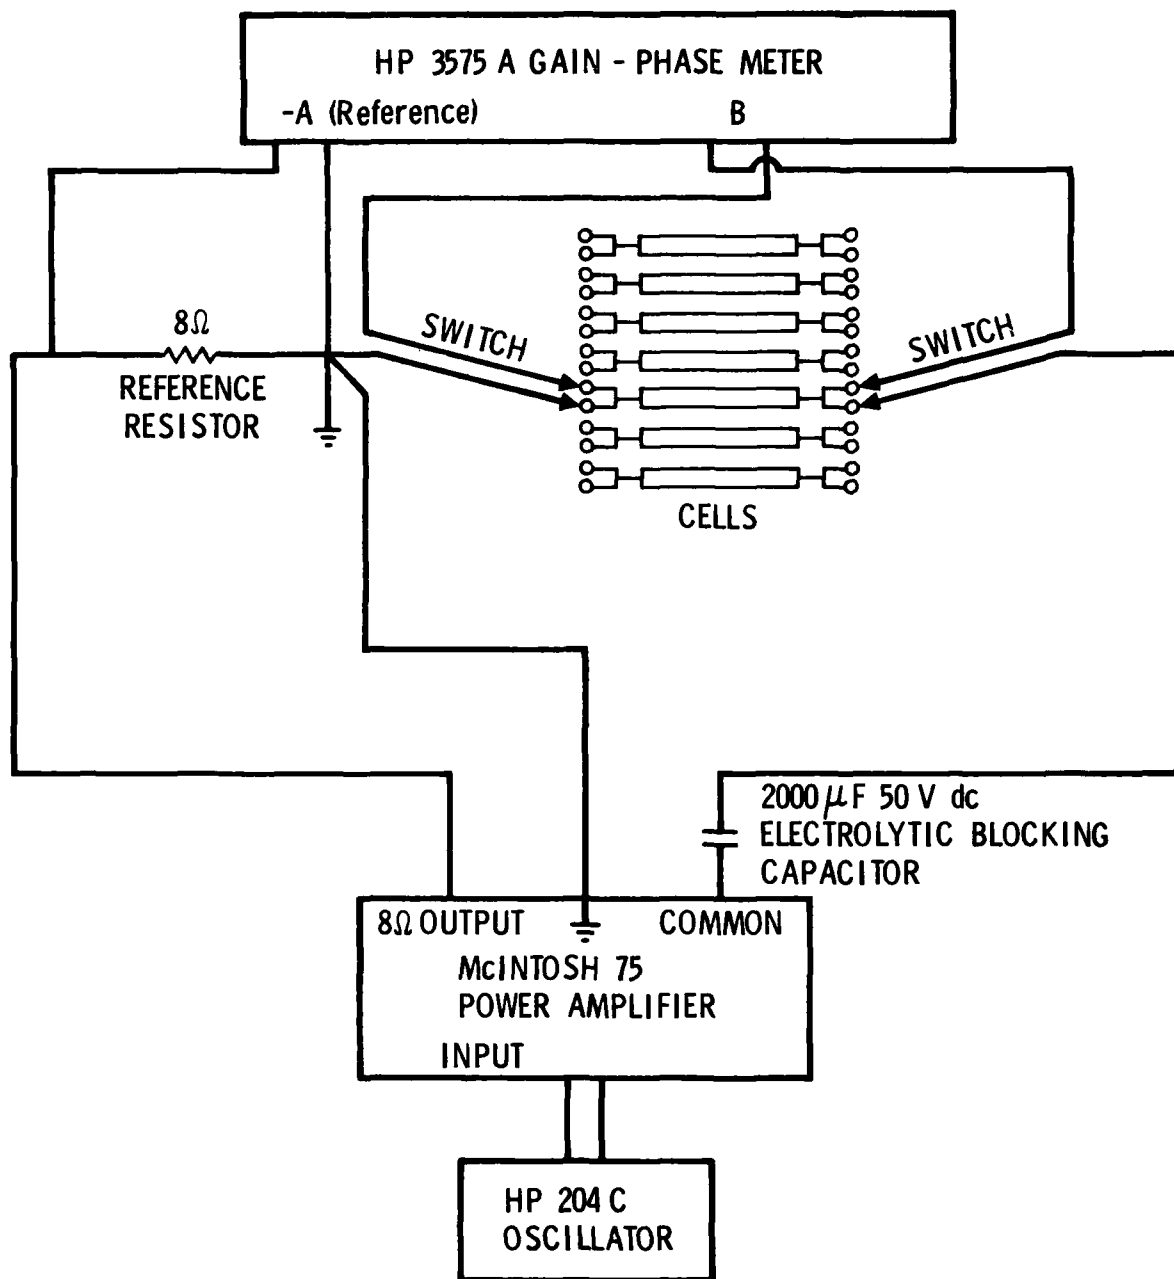 HP 3575 A GAIN - PHASE METER
-A (Reference)
B
8Ω
REFERENCE
RESISTOR
SWITCH
SWITCH
CELLS
2000 μF 50 V dc
ELECTROLYTIC BLOCKING
CAPACITOR
8Ω OUTPUT
COMMON
McINTOSH 75
POWER AMPLIFIER
INPUT
HP 204 C
OSCILLATOR